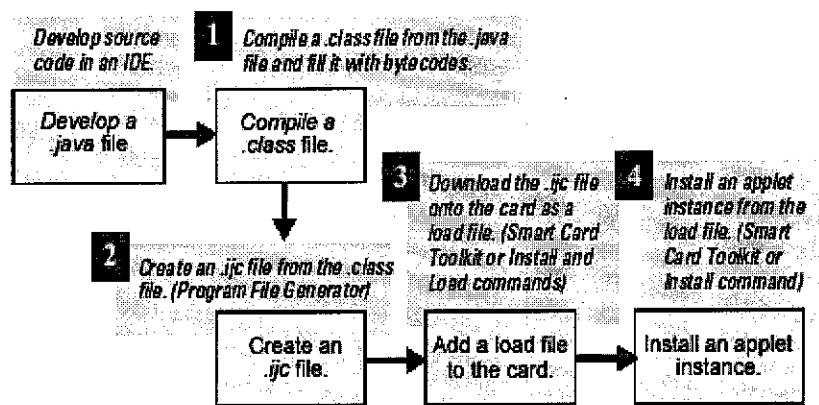 Develop source
code in an IDE.
1
Compile a .class file from the .java
file and fill it with bytecodes.
Develop a
.java file
Compile a
.class file.
2
Create an .ijc file from the .class
file. (Program File Generator)
Create an
.ijc file.
3
Download the .ijc file
onto the card as a
load file. (Smart Card
Toolkit or Install and
Load commands)
Add a load file
to the card.
4
Install an applet
instance from the
load file. (Smart
Card Toolkit or
Install command)
Install an applet
instance.